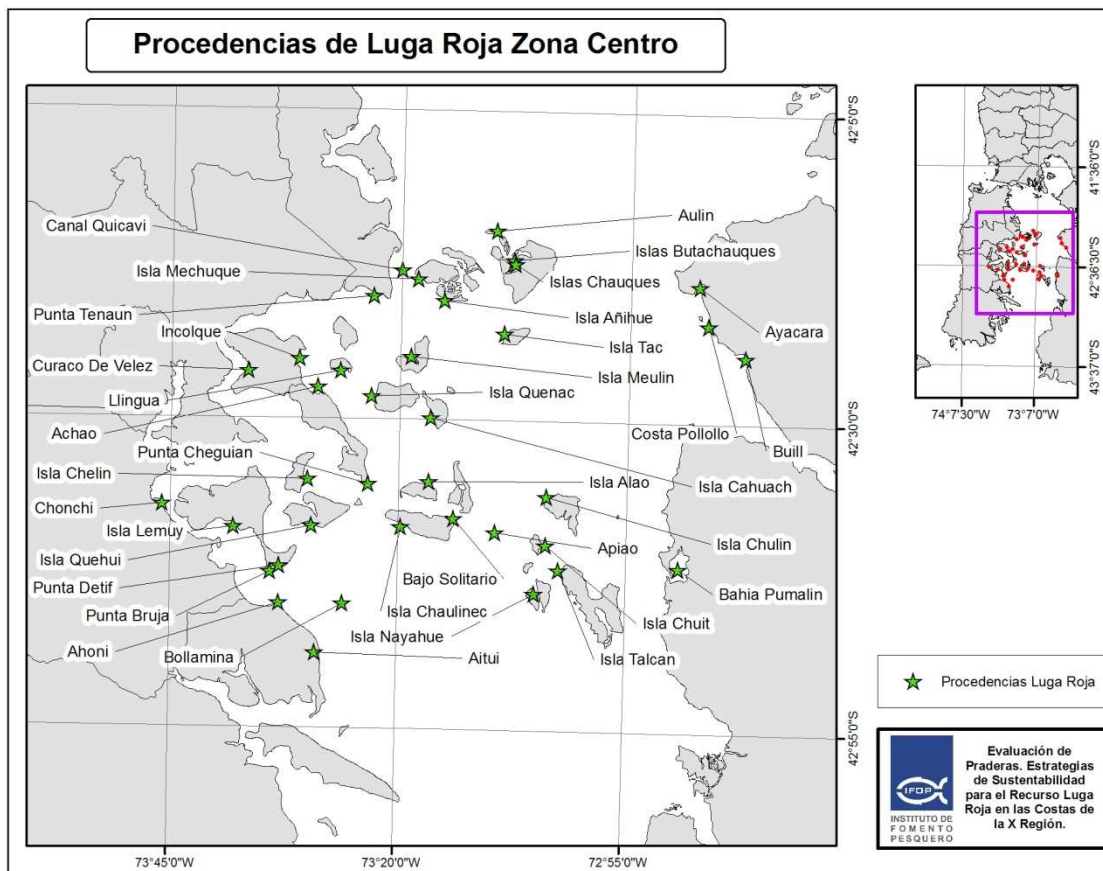 Procedencias de Luga Roja Zona Centro
42°5'0"S
42°30'0"S
42°55'0"S
73°45'0"W
73°20'0"W
72°55'0"W
Canal Quicavi
Isla Mechuque
Punta Tenaun
Incolque
Curaco De Velez
Llingua
Achao
Punta Cheguian
Isla Chelin
Chonchi
Isla Lemuy
Isla Quehui
Punta Detif
Punta Bruja
Ahoni
Bollamina
Aulin
Islas Butachauques
Islas Chauques
Isla Añihue
Isla Tac
Isla Meulin
Isla Quenac
Ayacara
Costa Pollollo
Buill
Isla Cahuach
Isla Alao
Isla Chulin
Apiao
Bajo Solitario
Isla Chaulinec
Isla Nayahue
Bahia Pumalin
Isla Chuit
Isla Talcan
Aitui
41°36'0"S
42°36'30"S
43°37'0"S
74°7'30"W
73°7'0"W
Procedencias Luga Roja
IFOP
INSTITUTO DE
FOMENTO
PESQUERO
Evaluación de
Praderas. Estrategias
de Sustentabilidad
para el Recurso Luga
Roja en las Costas de
la X Región.